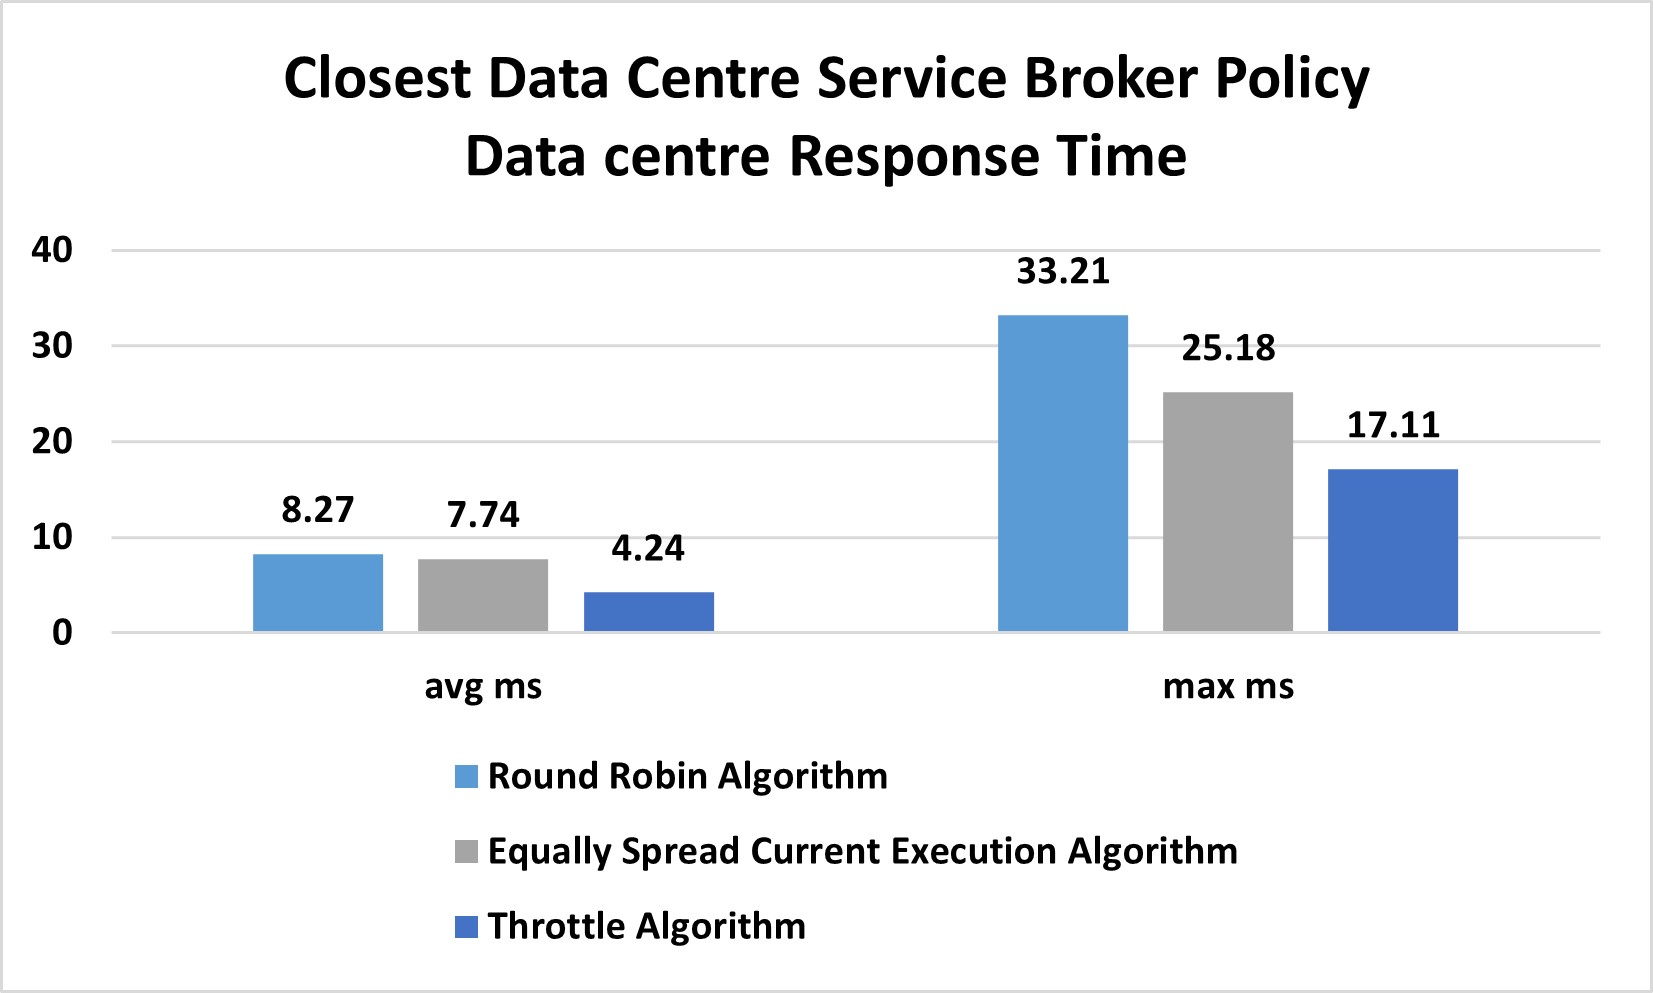 Closest Data Centre Service Broker Policy
Data centre Response Time
40
30
20
10
0
8.27
7.74
4.24
33.21
25.18
17.11
avg ms
max ms
Round Robin Algorithm
Equally Spread Current Execution Algorithm
Throttle Algorithm